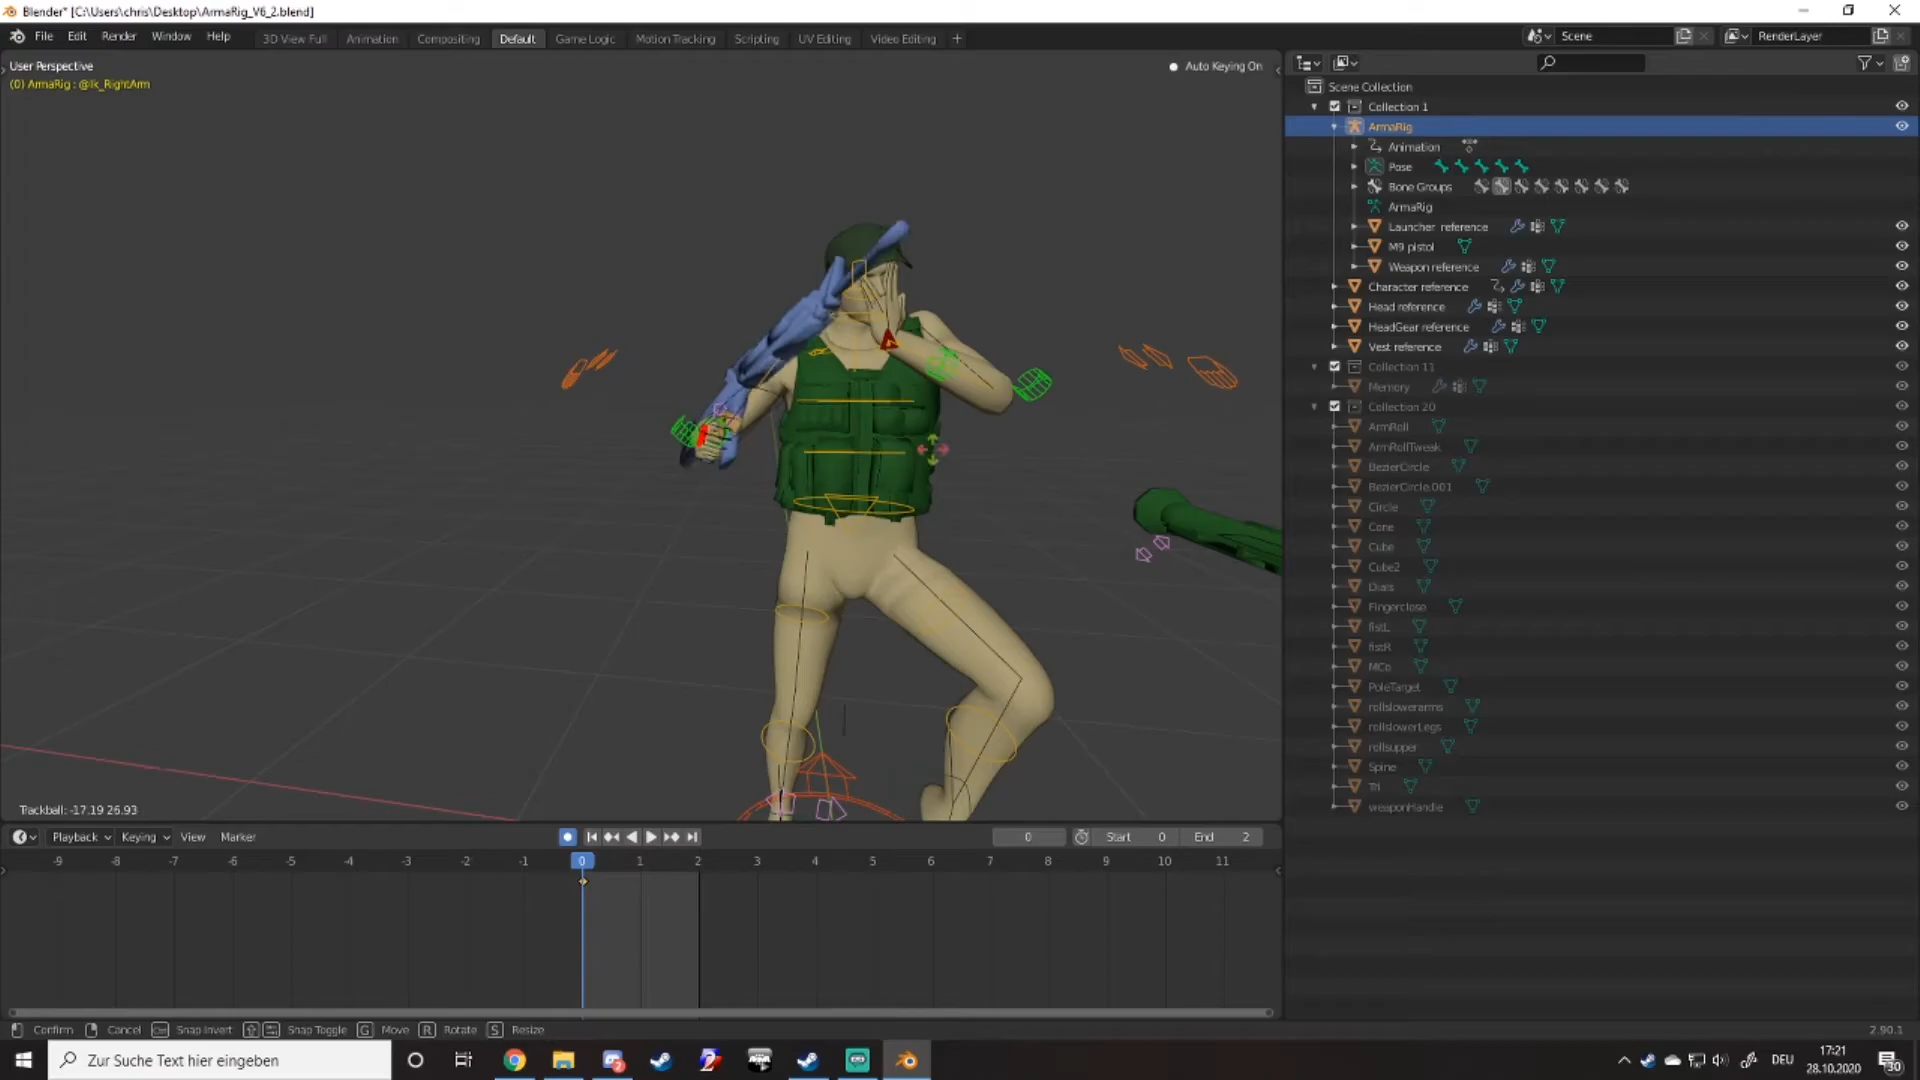 Blender* [C:\Users\chris\Desktop\ArmaRig_V6_2.blend]
File Edit Render Window Help 3D View Full Animation Compositing Default Game Logic Motion Tracking Scripting UV Editing Video Editing + Scene RenderLayer
User Perspective
(0) ArmaRig : @Ik_RightArm
Auto Keying On
Scene Collection
Collection 1
ArmaRig
Animation
Pose
Bone Groups
ArmaRig
Launcher reference
M9 pistol
Weapon reference
Character reference
Head reference
HeadGear reference
Vest reference
Collection 11
Memory
Collection 20
ArmRoll
ArmRollTweak
BezierCircle
BezierCircle.001
Circle
Cone
Cube
Cube2
Dials
Fingerclose
fistL
fistR
MCb
PoleTarget
rollslowerarms
rollslowerLegs
rollsupper
Spine
Tri
weaponHandle
Trackball: -17.19 26.93
Playback Keying View Marker 0 Start 0 End 2
-9 -8 -7 -6 -5 -4 -3 -2 -1 0 1 2 3 4 5 6 7 8 9 10 11
Confirm Cancel Ctrl Snap Invert Snap Toggle G Move R Rotate S Resize 2.90.1
Zur Suche Text hier eingeben
DEU
17:21
28.10.2020
30